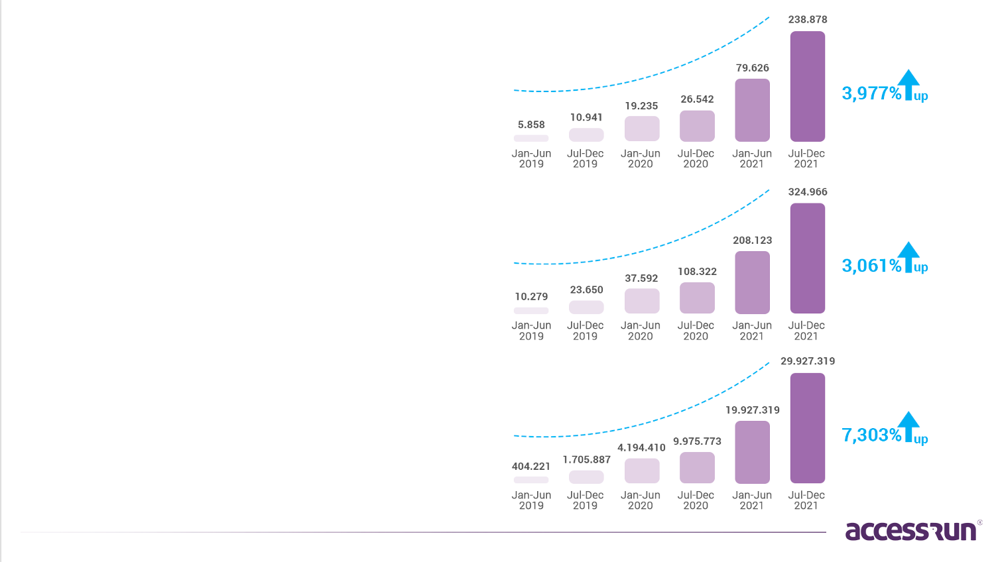 238.878
79.626
26.542
19.235
10.941
5.858
3,977% up
Jan-Jun Jul-Dec Jan-Jun Jul-Dec Jan-Jun Jul-Dec
2019 2019 2020 2020 2021 2021
324.966
208.123
108.322
37.592
23.650
10.279
3,061% up
Jan-Jun Jul-Dec Jan-Jun Jul-Dec Jan-Jun Jul-Dec
2019 2019 2020 2020 2021 2021
29.927.319
19.927.319
9.975.773
4.194.410
1.705.887
404.221
7,303% up
Jan-Jun Jul-Dec Jan-Jun Jul-Dec Jan-Jun Jul-Dec
2019 2019 2020 2020 2021 2021
accessrun®